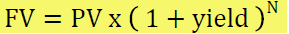 FV = PV x ( 1 + yield )^N